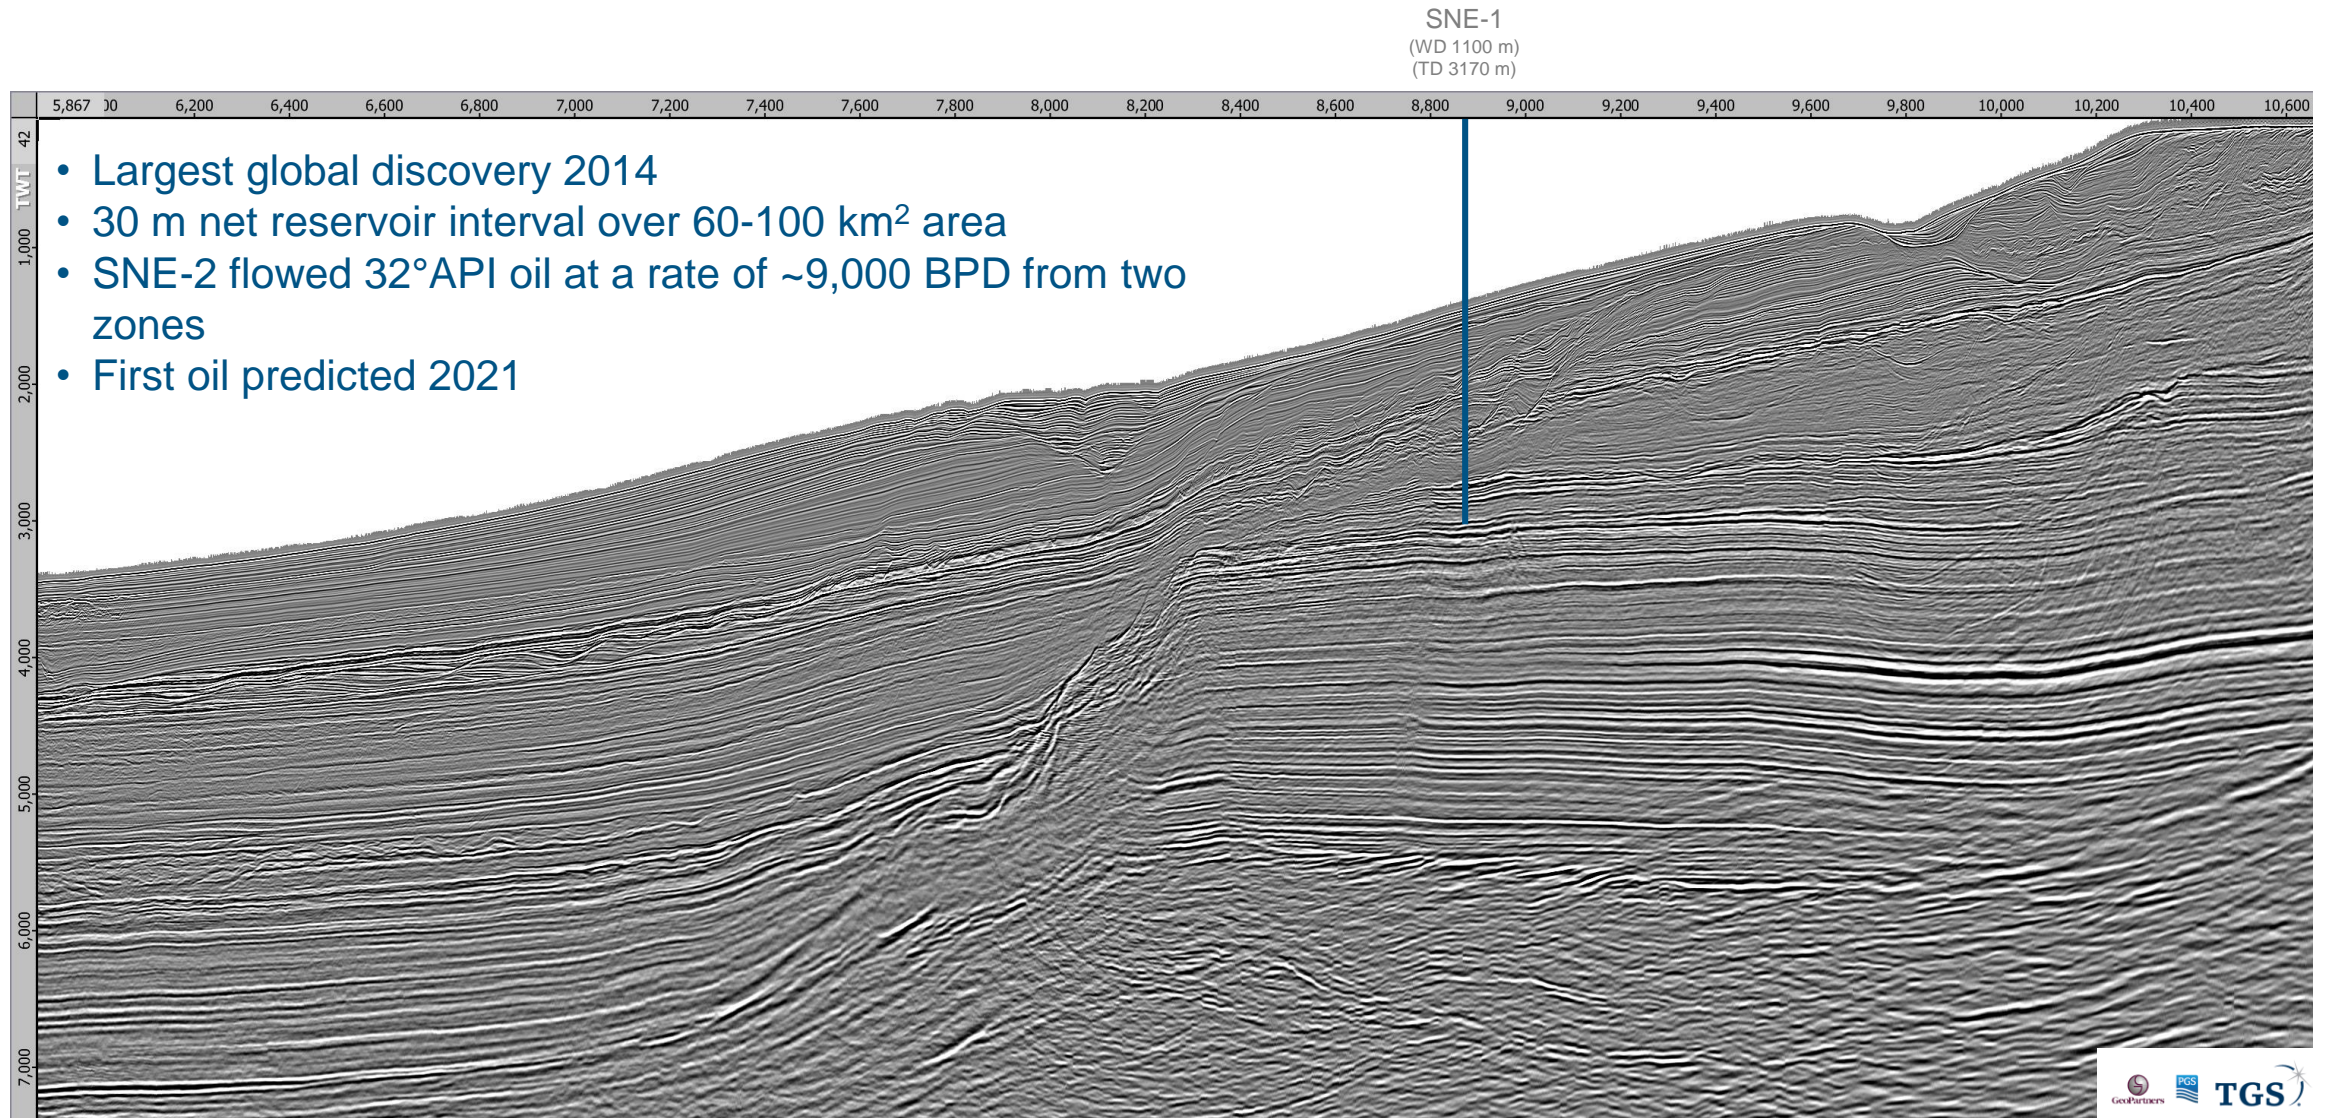 SNE-1
(WD 1100 m)
(TD 3170 m)
5,867 00 6,200 6,400 6,600 6,800 7,000 7,200 7,400 7,600 7,800 8,000 8,200 8,400 8,600 8,800 9,000 9,200 9,400 9,600 9,800 10,000 10,200 10,400 10,600
42
TWT
1,000
2,000
3,000
4,000
5,000
6,000
7,000
• Largest global discovery 2014
• 30 m net reservoir interval over 60-100 km² area
• SNE-2 flowed 32°API oil at a rate of ~9,000 BPD from two
zones
• First oil predicted 2021
GeoPartners
PGS
TGS